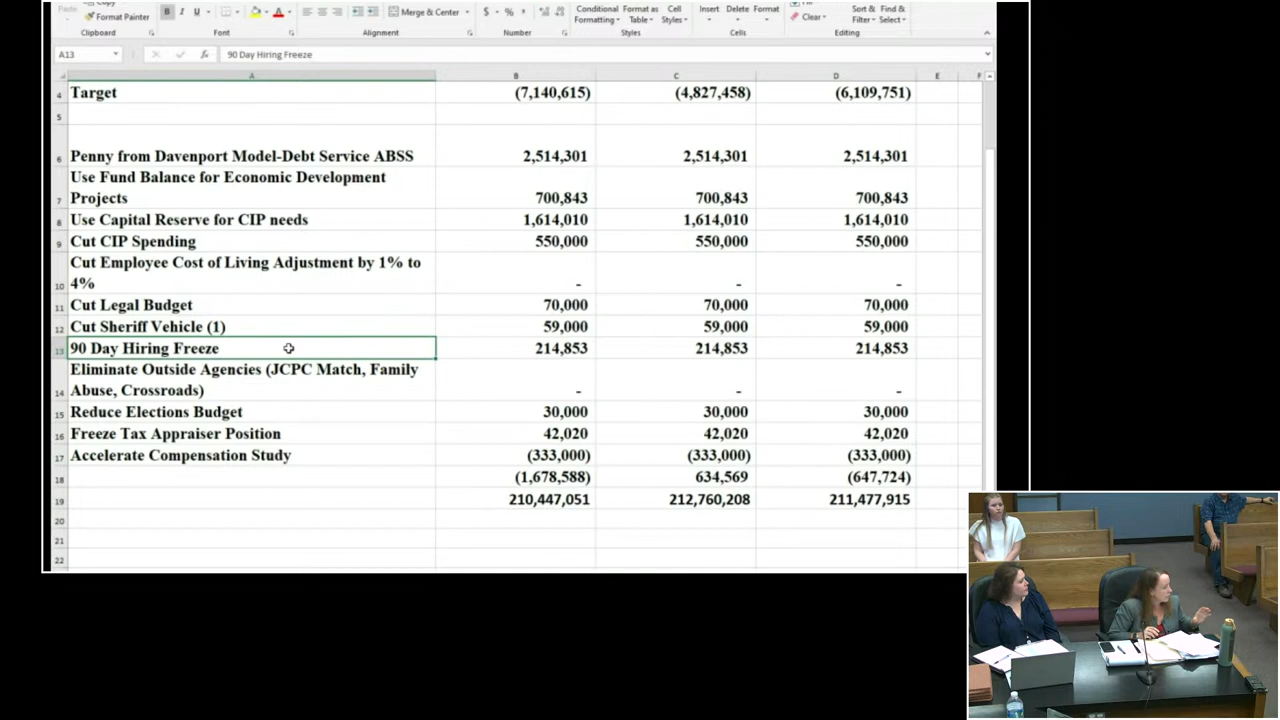 Format Painter
Clipboard
B I U
Font
Merge & Center
Alignment
$ % ,
Number
Conditional Format as Cell
Formatting Table Styles
Styles
Insert Delete Format
Cells
Clear
Sort & Find &
Filter Select
Editing
A13 fx 90 Day Hiring Freeze
A B C D E F
4 Target (7,140,615) (4,827,458) (6,109,751)
5
6 Penny from Davenport Model-Debt Service ABSS 2,514,301 2,514,301 2,514,301
Use Fund Balance for Economic Development
7 Projects 700,843 700,843 700,843
8 Use Capital Reserve for CIP needs 1,614,010 1,614,010 1,614,010
9 Cut CIP Spending 550,000 550,000 550,000
Cut Employee Cost of Living Adjustment by 1% to
10 4% - - -
11 Cut Legal Budget 70,000 70,000 70,000
12 Cut Sheriff Vehicle (1) 59,000 59,000 59,000
13 90 Day Hiring Freeze 214,853 214,853 214,853
Eliminate Outside Agencies (JCPC Match, Family
14 Abuse, Crossroads) - - -
15 Reduce Elections Budget 30,000 30,000 30,000
16 Freeze Tax Appraiser Position 42,020 42,020 42,020
17 Accelerate Compensation Study (333,000) (333,000) (333,000)
18 (1,678,588) 634,569 (647,724)
19 210,447,051 212,760,208 211,477,915
20
21
22